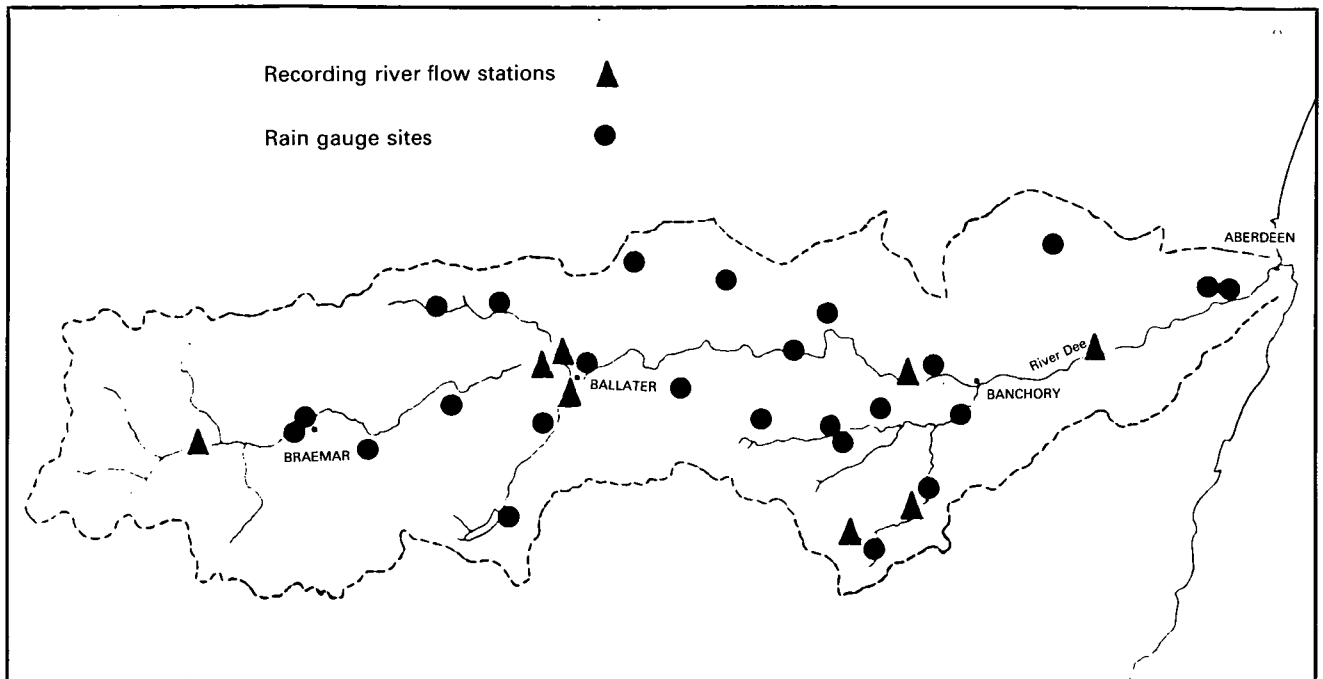 Recording river flow stations
Rain gauge sites
ABERDEEN
River Dee
BALLATER
BANCHORY
BRAEMAR